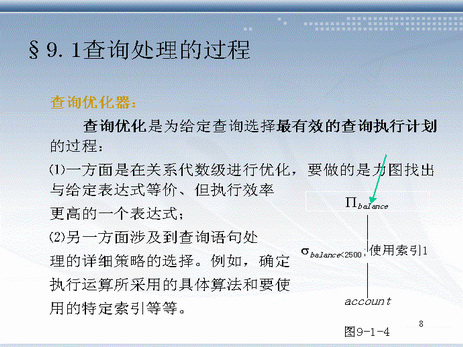 §9.1查询处理的过程
查询优化器：
查询优化是为给定查询选择最有效的查询执行计划
的过程：
⑴一方面是在关系代数级进行优化，要做的是力图找出
与给定表达式等价、但执行效率
更高的一个表达式；
⑵另一方面涉及到查询语句处
理的详细策略的选择。例如，确定
执行运算所采用的具体算法和要使
用的特定索引等等。
Πbalance
σbalance<2500；使用索引1
account
图9-1-4
8